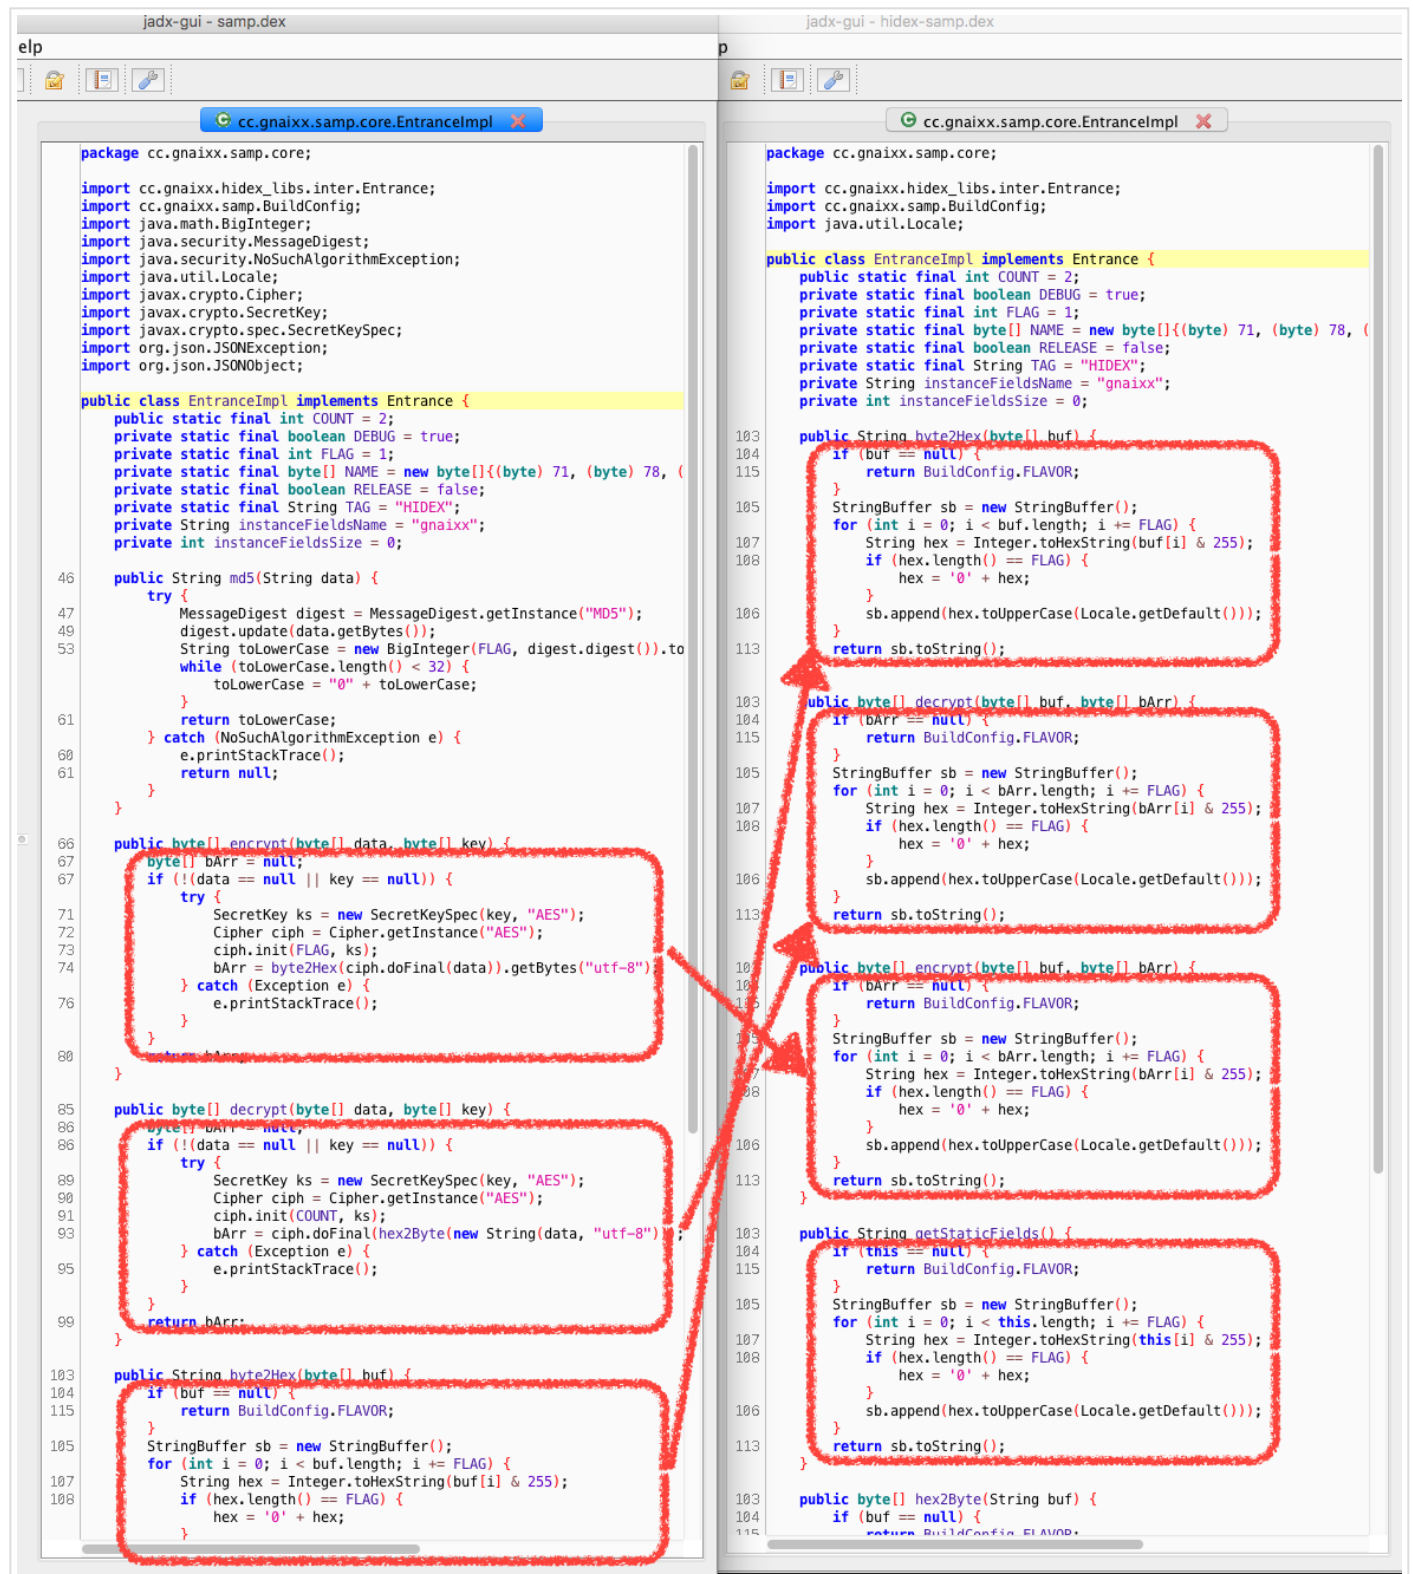 jadx-gui - samp.dex
elp
cc.gnaixx.samp.core.EntranceImpl
package cc.gnaixx.samp.core;
import cc.gnaixx.hidex_libs.inter.Entrance;
import cc.gnaixx.samp.BuildConfig;
import java.math.BigInteger;
import java.security.MessageDigest;
import java.security.NoSuchAlgorithmException;
import java.util.Locale;
import javax.crypto.Cipher;
import javax.crypto.SecretKey;
import javax.crypto.spec.SecretKeySpec;
import org.json.JSONException;
import org.json.JSONObject;
public class EntranceImpl implements Entrance {
public static final int COUNT = 2;
private static final boolean DEBUG = true;
private static final int FLAG = 1;
private static final byte[] NAME = new byte[]{(byte) 71, (byte) 78, (
private static final boolean RELEASE = false;
private static final String TAG = "HIDEX";
private String instanceFieldsName = "gnaixx";
private int instanceFieldsSize = 0;
46 public String md5(String data) {
try {
47 MessageDigest digest = MessageDigest.getInstance("MD5");
49 digest.update(data.getBytes());
53 String toLowerCase = new BigInteger(FLAG, digest.digest()).to
while (toLowerCase.length() < 32) {
toLowerCase = "0" + toLowerCase;
}
61 return toLowerCase;
} catch (NoSuchAlgorithmException e) {
60 e.printStackTrace();
61 return null;
}
}
66 public byte[] encrypt(byte[] data, byte[] key) {
67 byte[] bArr = null;
67 if (!(data == null || key == null)) {
try {
71 SecretKey ks = new SecretKeySpec(key, "AES");
72 Cipher ciph = Cipher.getInstance("AES");
73 ciph.init(FLAG, ks);
74 bArr = byte2Hex(ciph.doFinal(data)).getBytes("utf-8")
} catch (Exception e) {
76 e.printStackTrace();
}
}
80 return bArr;
}
85 public byte[] decrypt(byte[] data, byte[] key) {
86 byte[] bArr = null;
86 if (!(data == null || key == null)) {
try {
89 SecretKey ks = new SecretKeySpec(key, "AES");
90 Cipher ciph = Cipher.getInstance("AES");
91 ciph.init(COUNT, ks);
93 bArr = ciph.doFinal(hex2Byte(new String(data, "utf-8") ;
} catch (Exception e) {
95 e.printStackTrace();
}
}
99 return bArr;
}
103 public String byte2Hex(byte[] buf) {
104 if (buf == null) {
115 return BuildConfig.FLAVOR;
}
105 StringBuffer sb = new StringBuffer();
for (int i = 0; i < buf.length; i += FLAG) {
107 String hex = Integer.toHexString(buf[i] & 255);
108 if (hex.length() == FLAG) {
hex = '0' + hex;
}
jadx-gui - hidex-samp.dex
p
cc.gnaixx.samp.core.EntranceImpl
package cc.gnaixx.samp.core;
import cc.gnaixx.hidex_libs.inter.Entrance;
import cc.gnaixx.samp.BuildConfig;
import java.util.Locale;
public class EntranceImpl implements Entrance {
public static final int COUNT = 2;
private static final boolean DEBUG = true;
private static final int FLAG = 1;
private static final byte[] NAME = new byte[]{(byte) 71, (byte) 78, (
private static final boolean RELEASE = false;
private static final String TAG = "HIDEX";
private String instanceFieldsName = "gnaixx";
private int instanceFieldsSize = 0;
103 public String byte2Hex(byte[] buf) {
104 if (buf == null) {
115 return BuildConfig.FLAVOR;
}
105 StringBuffer sb = new StringBuffer();
for (int i = 0; i < buf.length; i += FLAG) {
107 String hex = Integer.toHexString(buf[i] & 255);
108 if (hex.length() == FLAG) {
hex = '0' + hex;
}
106 sb.append(hex.toUpperCase(Locale.getDefault()));
}
113 return sb.toString();
103 public byte[] decrypt(byte[] buf, byte[] bArr) {
104 if (bArr == null) {
115 return BuildConfig.FLAVOR;
}
105 StringBuffer sb = new StringBuffer();
for (int i = 0; i < bArr.length; i += FLAG) {
107 String hex = Integer.toHexString(bArr[i] & 255);
108 if (hex.length() == FLAG) {
hex = '0' + hex;
}
106 sb.append(hex.toUpperCase(Locale.getDefault()));
}
113 return sb.toString();
public byte[] encrypt(byte[] buf, byte[] bArr) {
if (bArr == null) {
return BuildConfig.FLAVOR;
}
StringBuffer sb = new StringBuffer();
for (int i = 0; i < bArr.length; i += FLAG) {
String hex = Integer.toHexString(bArr[i] & 255);
if (hex.length() == FLAG) {
hex = '0' + hex;
}
106 sb.append(hex.toUpperCase(Locale.getDefault()));
}
113 return sb.toString();
}
103 public String getStaticFields() {
104 if (this == null) {
115 return BuildConfig.FLAVOR;
}
105 StringBuffer sb = new StringBuffer();
for (int i = 0; i < this.length; i += FLAG) {
107 String hex = Integer.toHexString(this[i] & 255);
108 if (hex.length() == FLAG) {
hex = '0' + hex;
}
106 sb.append(hex.toUpperCase(Locale.getDefault()));
}
113 return sb.toString();
}
103 public byte[] hex2Byte(String buf) {
104 if (buf == null) {
115 return BuildConfig.FLAVOR;